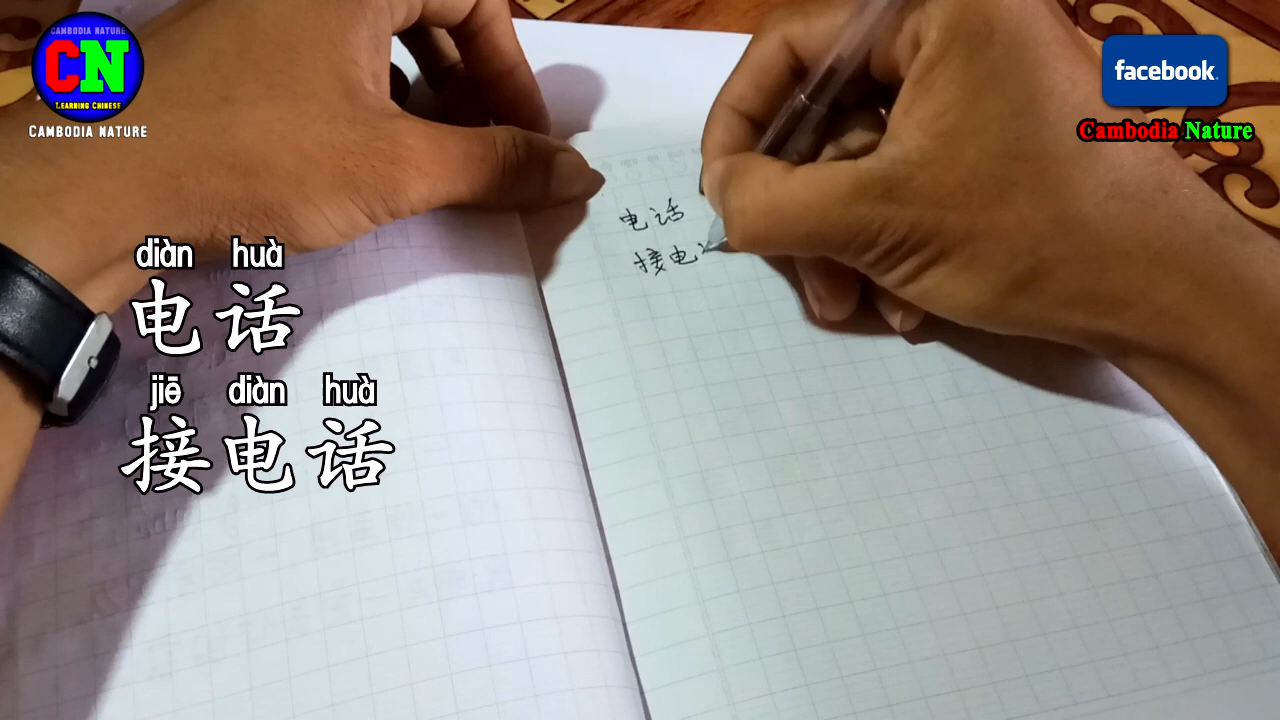 CAMBODIA NATURE
CN
LEARNING CHINESE
CAMBODIA NATURE
facebook
Cambodia Nature
diàn huà
电话
jiē diàn huà
接电话
电话
接电